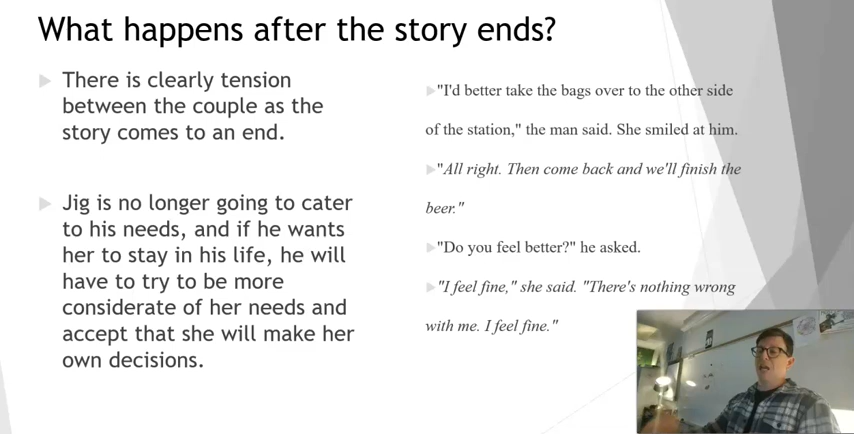 What happens after the story ends?
There is clearly tension
between the couple as the
story comes to an end.
Jig is no longer going to cater
to his needs, and if he wants
her to stay in his life, he will
have to try to be more
considerate of her needs and
accept that she will make her
own decisions.
"I'd better take the bags over to the other side
of the station," the man said. She smiled at him.
"All right. Then come back and we'll finish the
beer."
"Do you feel better?" he asked.
"I feel fine," she said. "There's nothing wrong
with me. I feel fine."